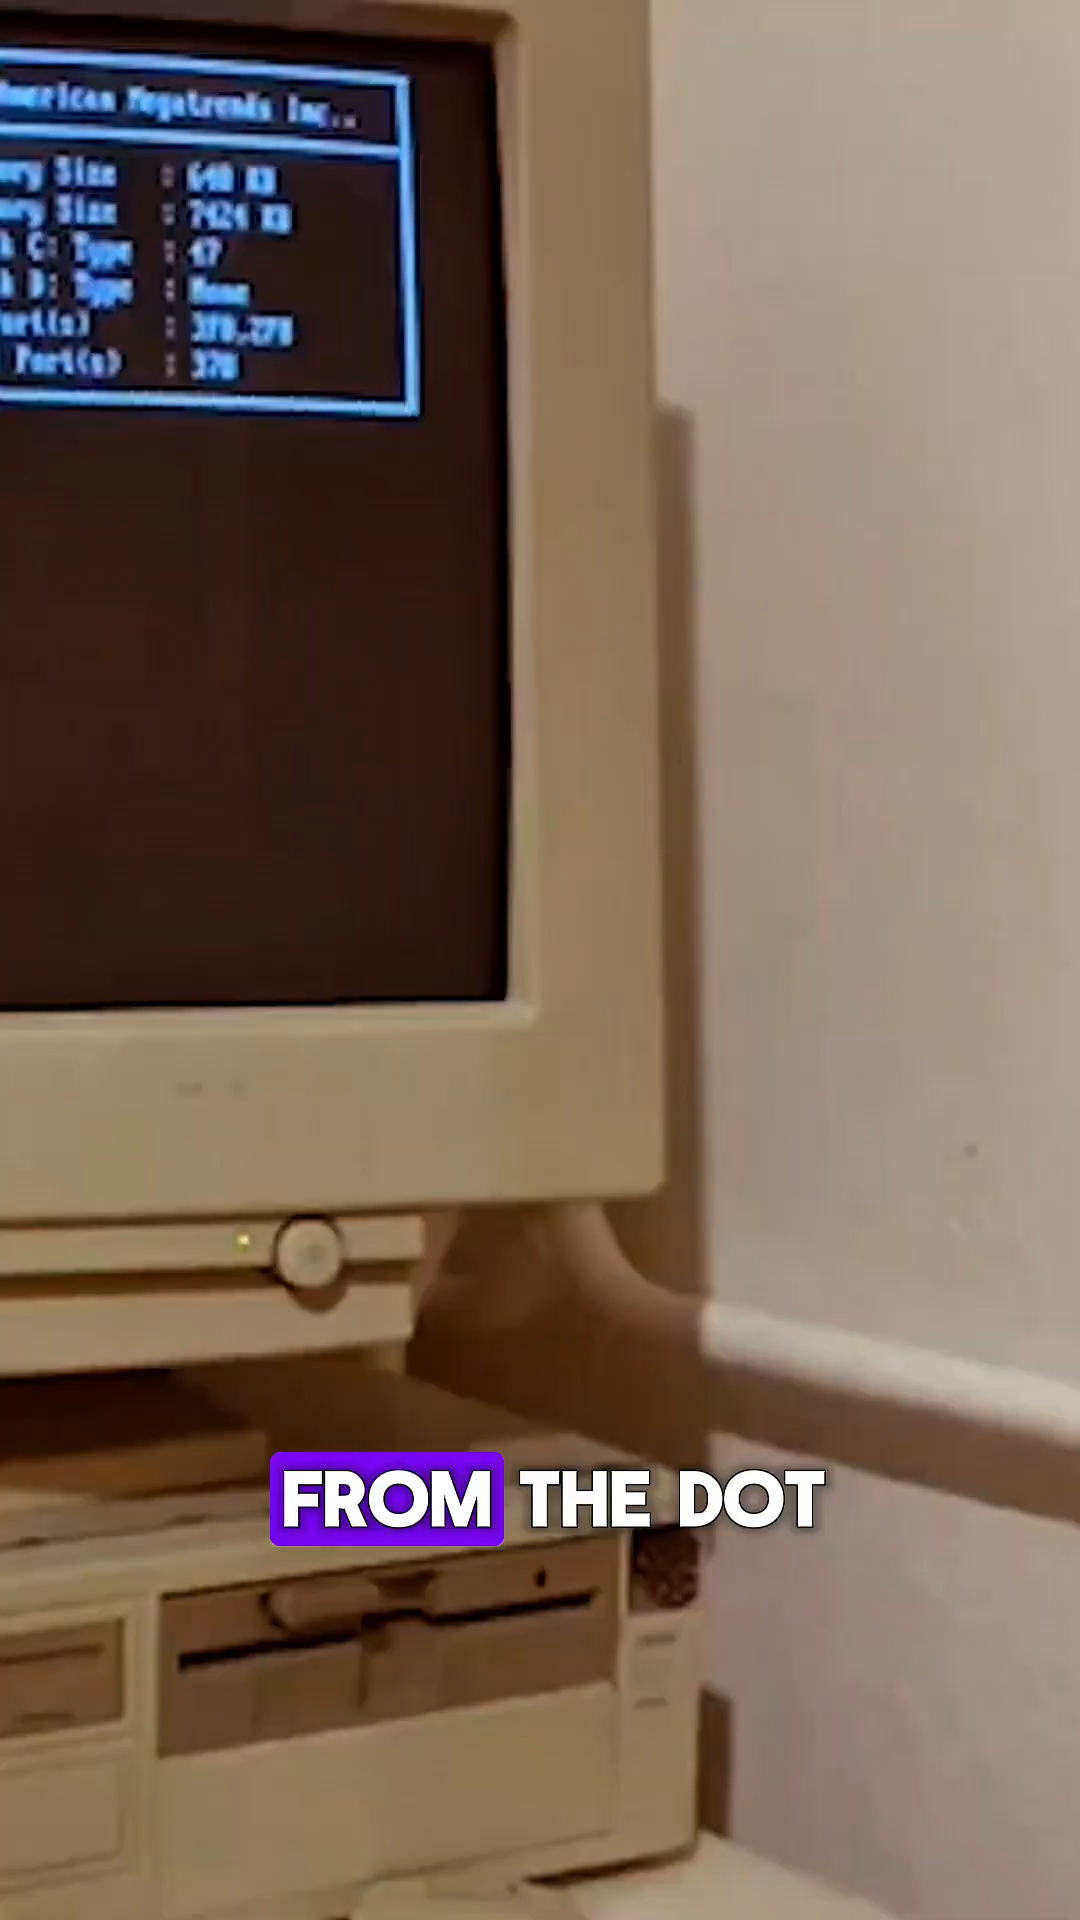 American Megatrends Inc..
ory Size : 640 KB
ory Size : 7424 KB
k C: Type : 47
k D: Type : None
Port(s) : 3F8,2F8
Port(s) : 378
FROM THE DOT